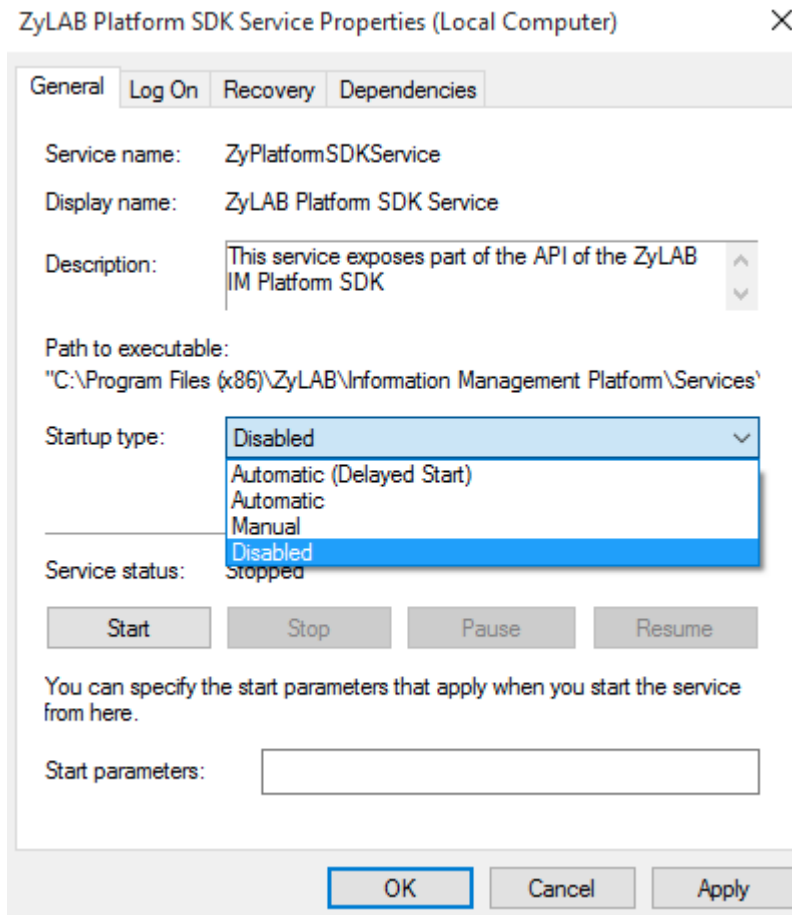 ZyLAB Platform SDK Service Properties (Local Computer)
General Log On Recovery Dependencies
Service name: ZyPlatformSDKService
Display name: ZyLAB Platform SDK Service
Description: This service exposes part of the API of the ZyLAB
IM Platform SDK
Path to executable:
"C:\Program Files (x86)\ZyLAB\Information Management Platform\Services\
Startup type: Disabled
Automatic (Delayed Start)
Automatic
Manual
Disabled
Service status: Stopped
Start Stop Pause Resume
You can specify the start parameters that apply when you start the service
from here.
Start parameters:
OK Cancel Apply